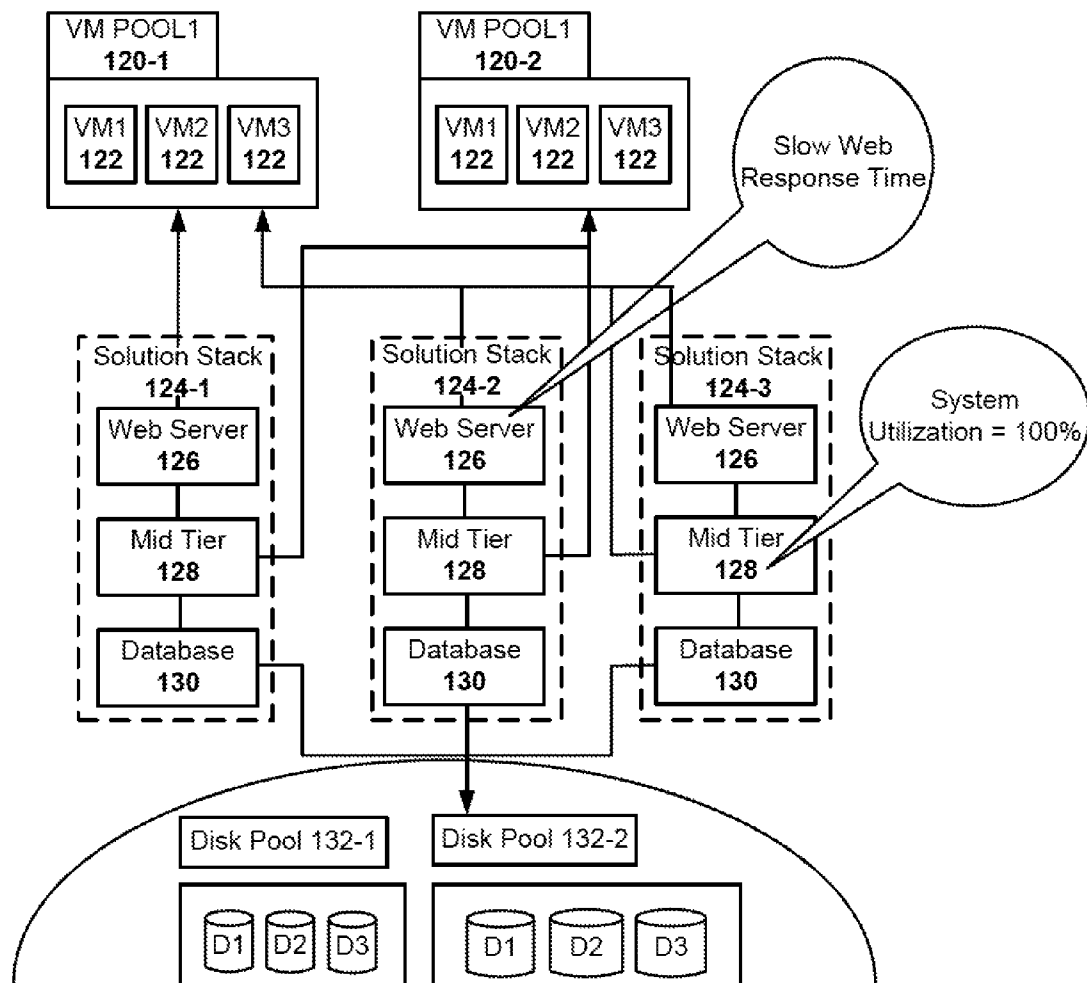 VM POOL1
120-1
VM POOL1
120-2
VM1
122
VM2
122
VM3
122
VM1
122
VM2
122
VM3
122
Slow Web
Response Time
Solution Stack
124-1
Web Server
126
Mid Tier
128
Database
130
Solution Stack
124-2
Web Server
126
Mid Tier
128
Database
130
Solution Stack
124-3
Web Server
126
Mid Tier
128
Database
130
System
Utilization = 100%
Disk Pool 132-1
Disk Pool 132-2
D1
D2
D3
D1
D2
D3